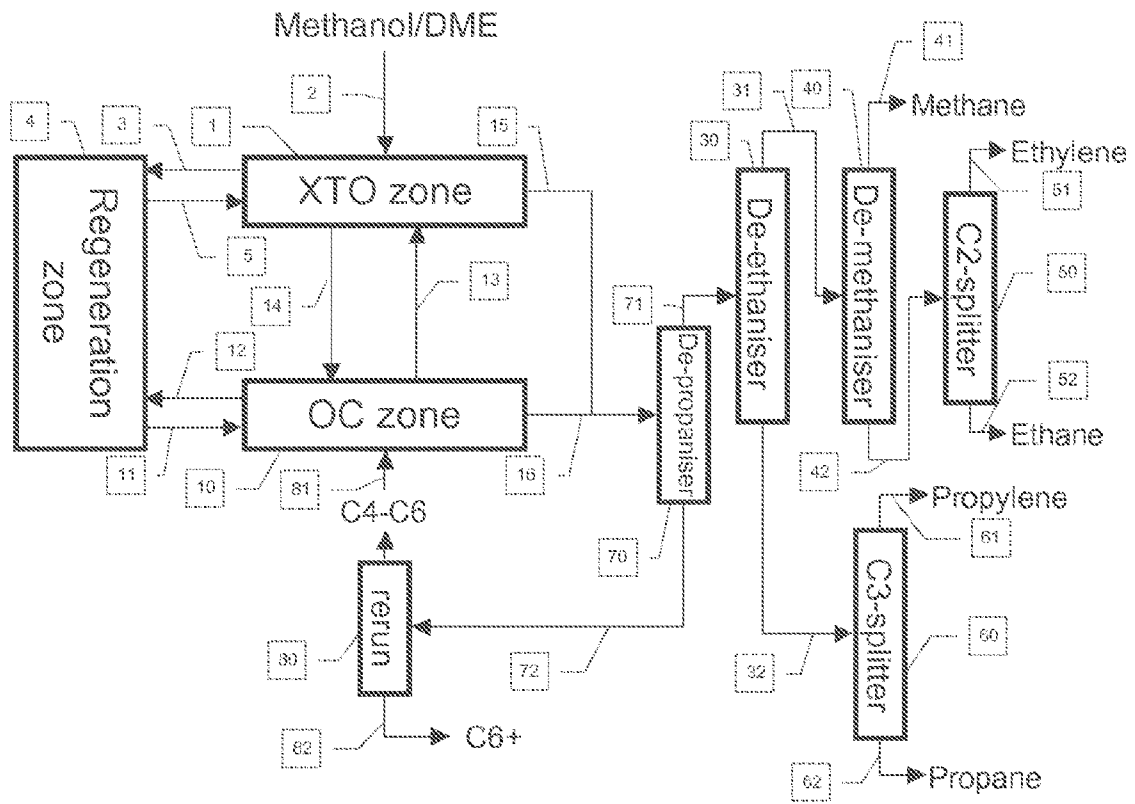 Methanol/DME
41
2
31
40
4
3
1
15
Methane
30
Ethylene
XTO zone
51
Regeneration
zone
De-ethaniser
De-methaniser
C2-splitter
5
13
50
14
71
12
De-propaniser
52
OC zone
Ethane
11
10
81
16
42
C4-C6
Propylene
70
61
rerun
C3-splitter
80
72
32
60
82
C6+
62
Propane